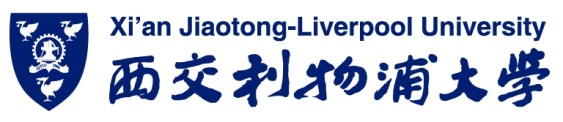 Xi'an Jiaotong-Liverpool University
西交利物浦大學